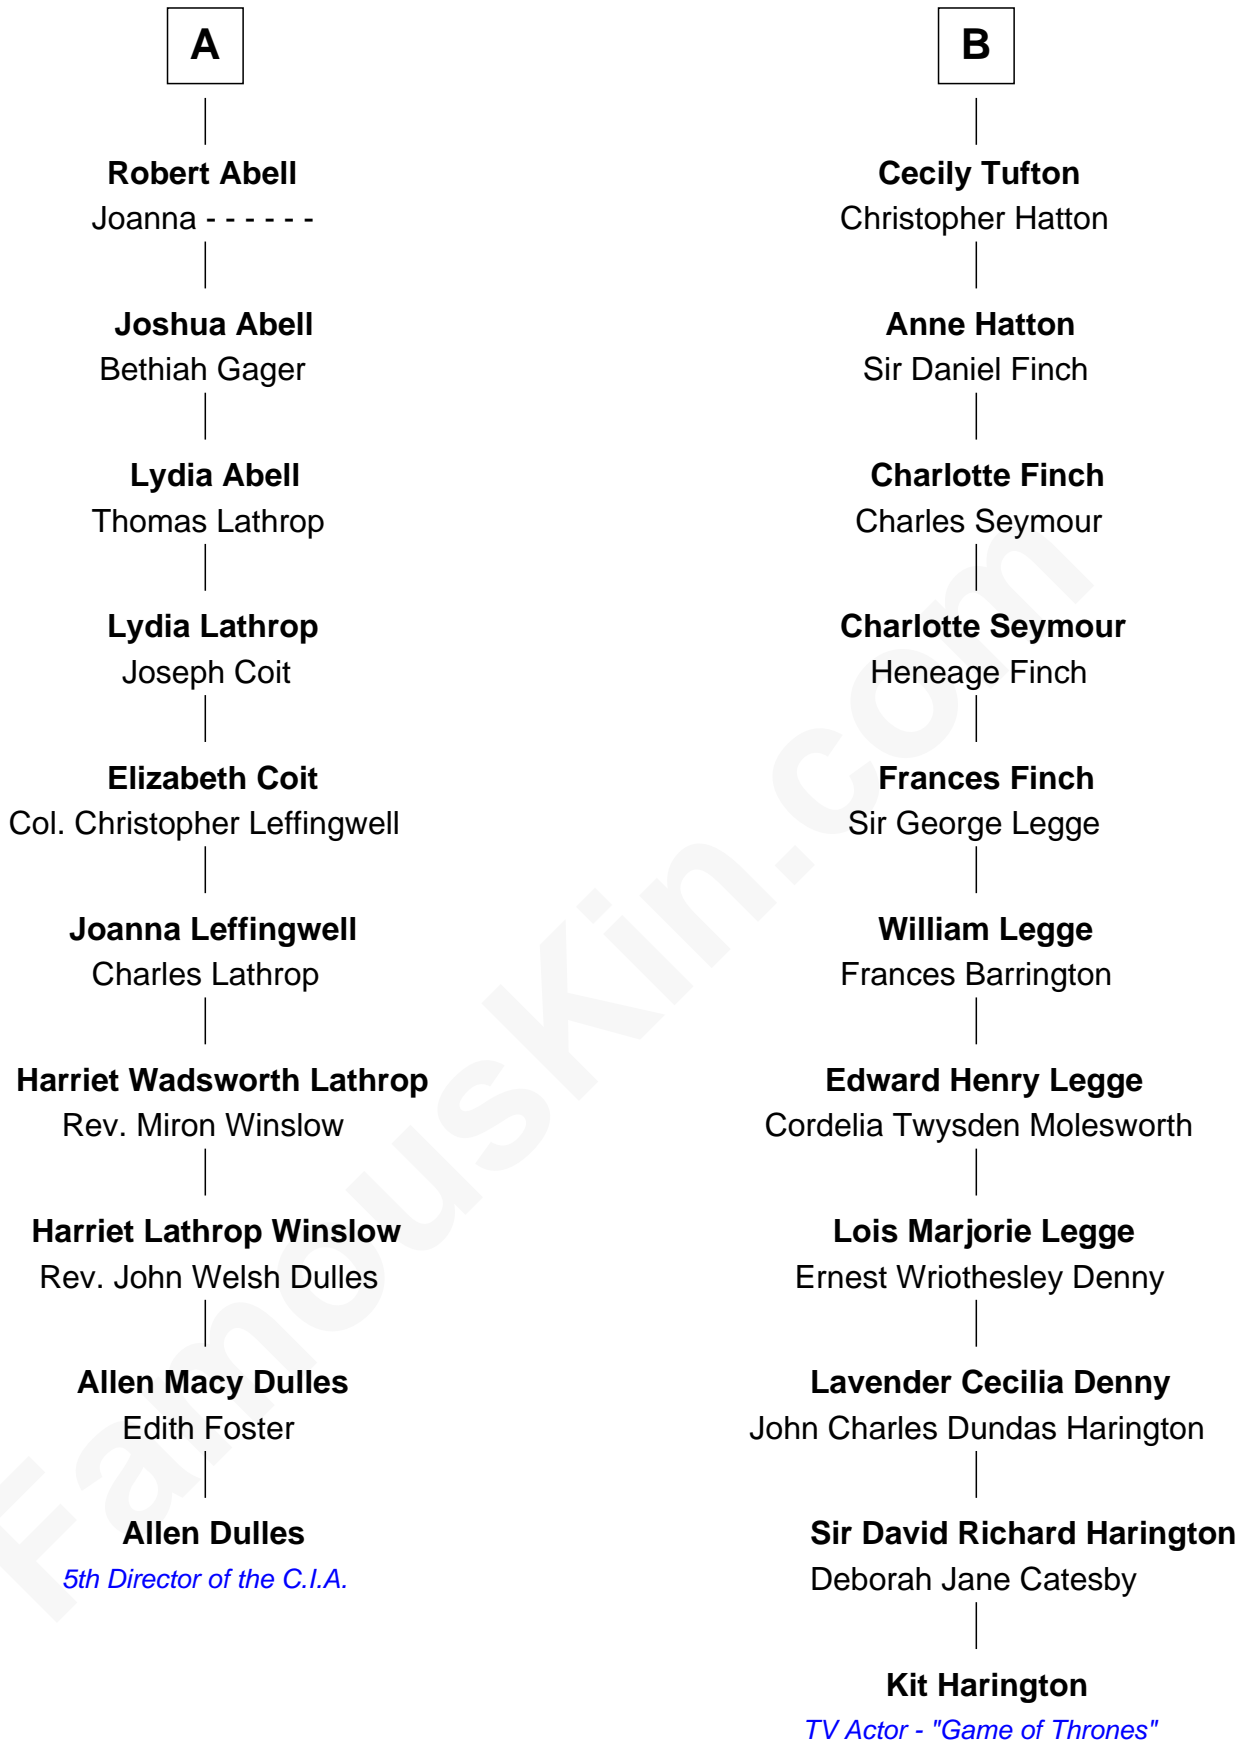 A
Robert Abell
Joanna - - - - - -
Joshua Abell
Bethiah Gager
Lydia Abell
Thomas Lathrop
Lydia Lathrop
Joseph Coit
Elizabeth Coit
Col. Christopher Leffingwell
Joanna Leffingwell
Charles Lathrop
Harriet Wadsworth Lathrop
Rev. Miron Winslow
Harriet Lathrop Winslow
Rev. John Welsh Dulles
Allen Macy Dulles
Edith Foster
Allen Dulles
5th Director of the C.I.A.
B
Cecily Tufton
Christopher Hatton
Anne Hatton
Sir Daniel Finch
Charlotte Finch
Charles Seymour
Charlotte Seymour
Heneage Finch
Frances Finch
Sir George Legge
William Legge
Frances Barrington
Edward Henry Legge
Cordelia Twysden Molesworth
Lois Marjorie Legge
Ernest Wriothesley Denny
Lavender Cecilia Denny
John Charles Dundas Harington
Sir David Richard Harington
Deborah Jane Catesby
Kit Harington
TV Actor - "Game of Thrones"
FamousKin.com